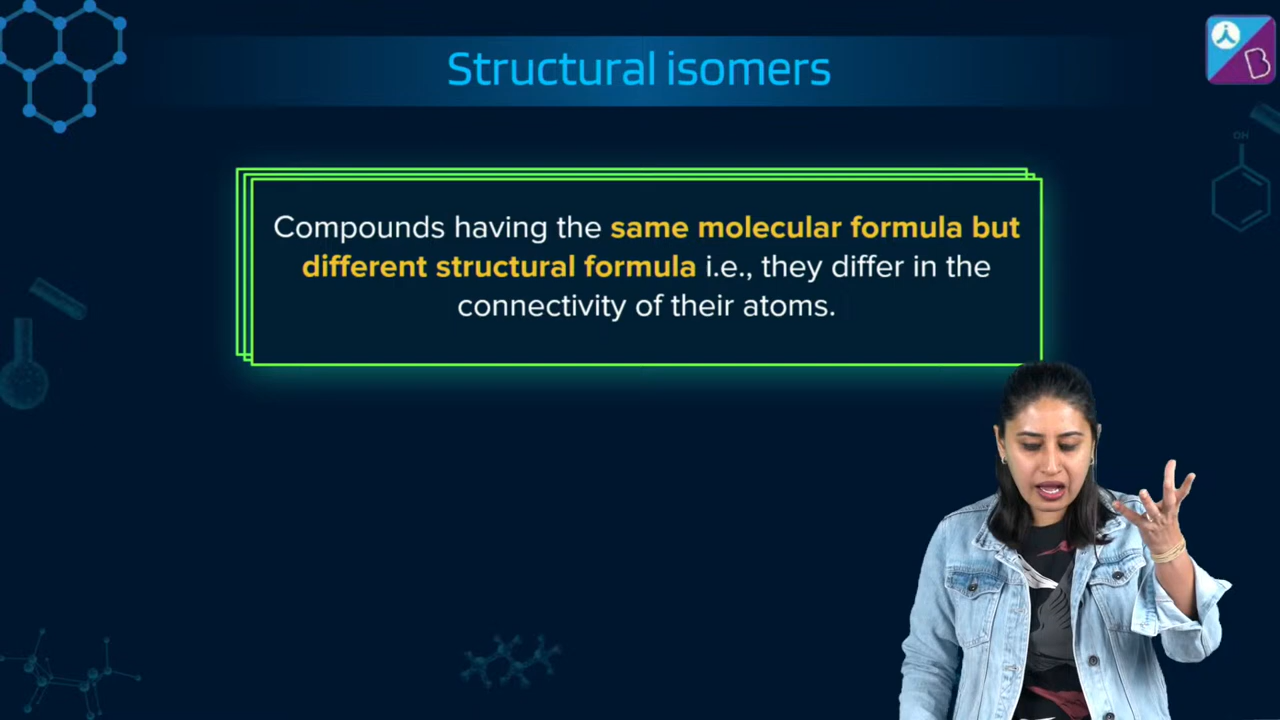 Structural isomers
B
OH
Compounds having the same molecular formula but
different structural formula i.e., they differ in the
connectivity of their atoms.